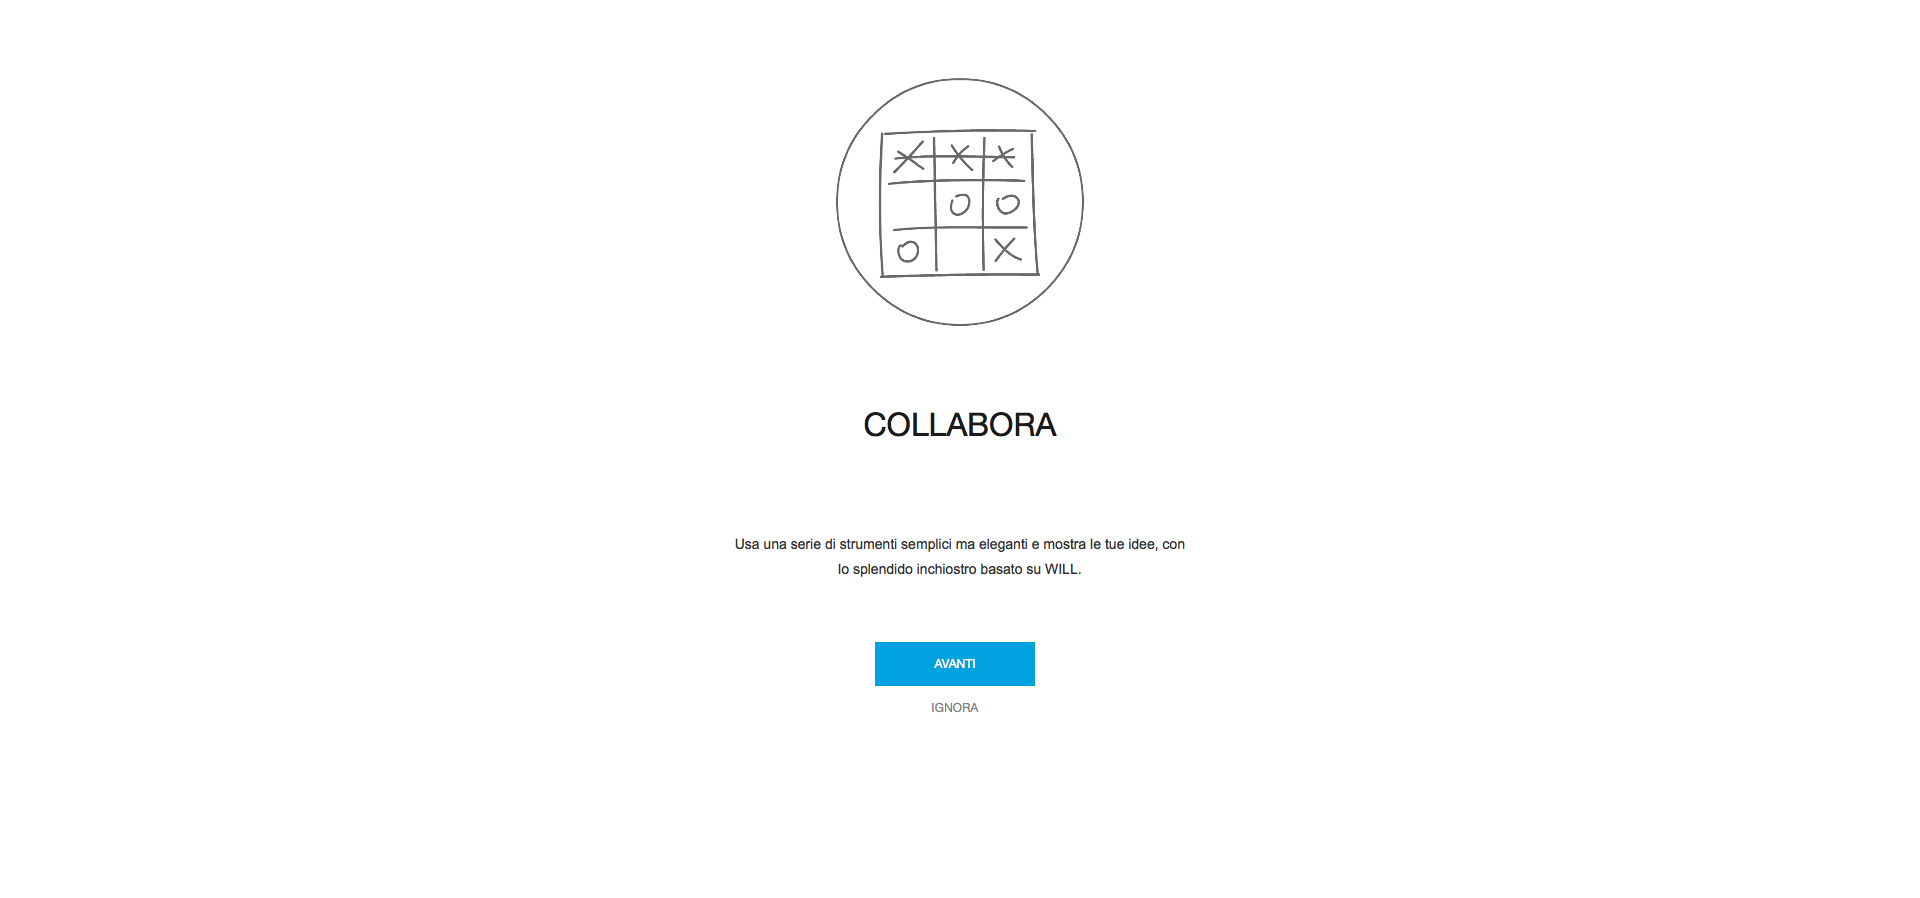 X X X
O O
O X
COLLABORA
Usa una serie di strumenti semplici ma eleganti e mostra le tue idee, con
lo splendido inchiostro basato su WILL.
AVANTI
IGNORA